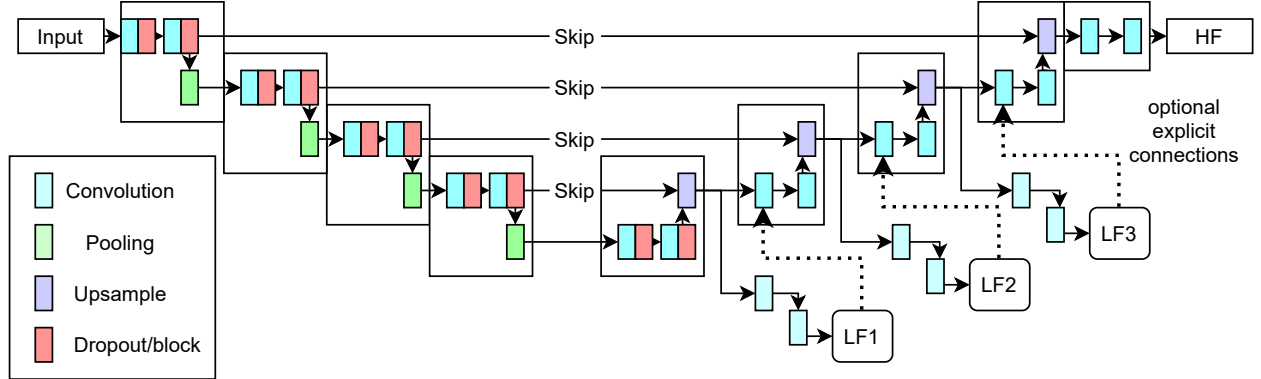 Input
Skip
HF
Skip
optional
explicit
connections
Skip
Skip
Convolution
Pooling
Upsample
Dropout/block
LF3
LF2
LF1